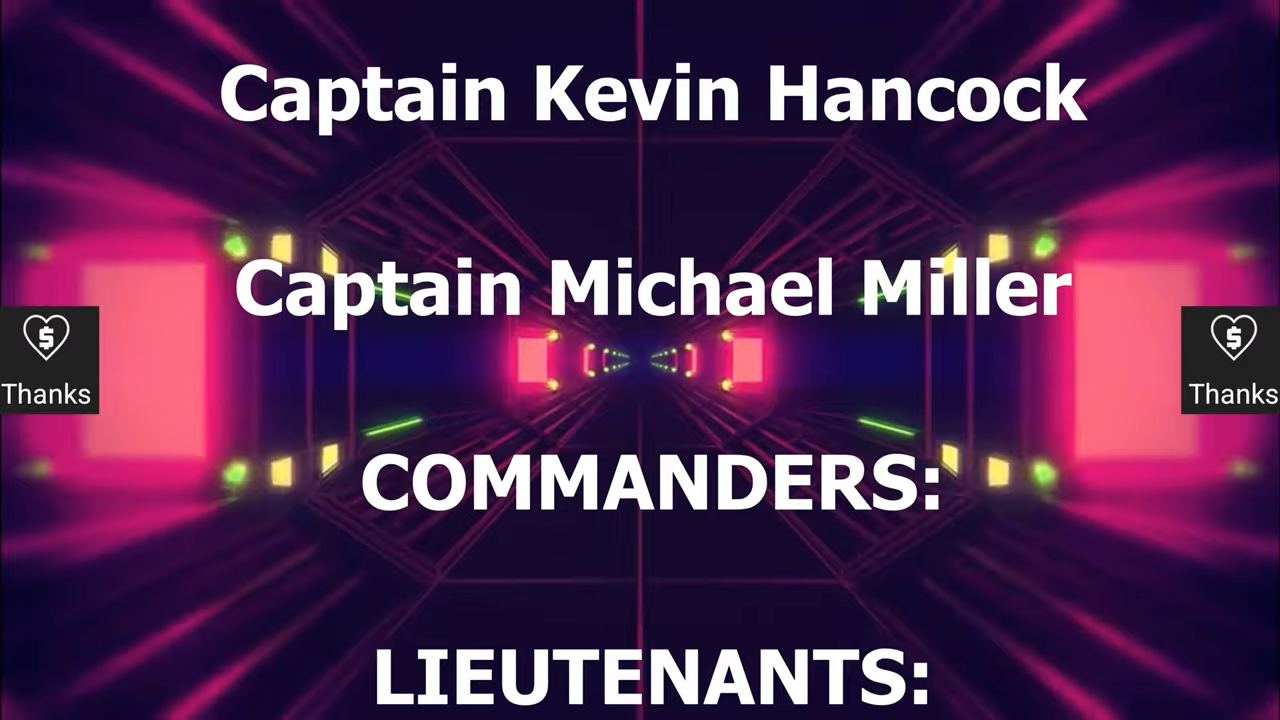 Captain Kevin Hancock
Captain Michael Miller
$
$
Thanks
Thanks
COMMANDERS:
LIEUTENANTS: